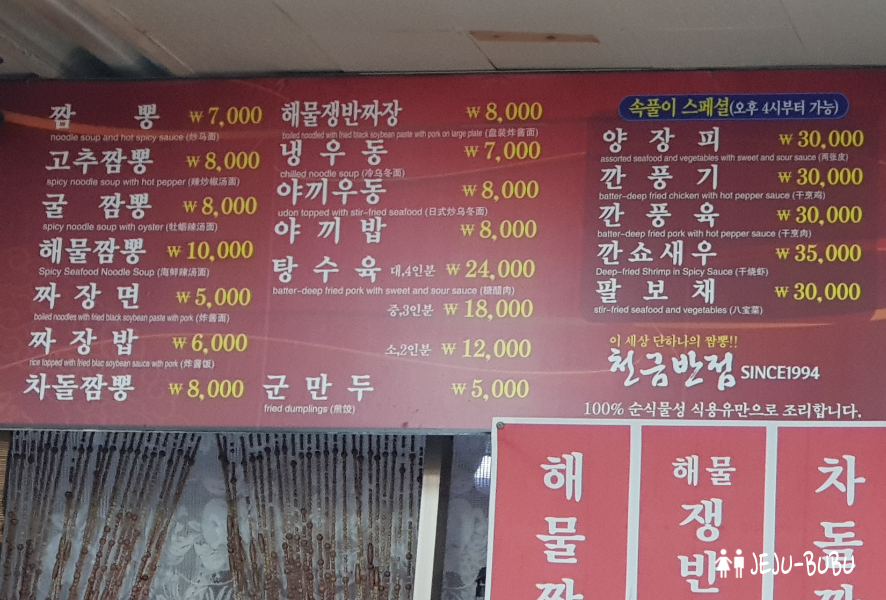 짬 뽕 ₩7,000
noodle soup and hot spicy sauce (炒马面)
고추짬뽕 ₩8,000
spicy noodle soup with hot pepper (辣炒椒汤面)
굴 짬뽕 ₩8,000
spicy noodle soup with oyster (牡蛎辣汤面)
해물짬뽕 ₩10,000
Spicy Seafood Noodle Soup (海鲜辣汤面)
짜 장 면 ₩5,000
boiled noodles with fried black soybean paste with pork (炸酱面)
짜 장 밥 ₩6,000
rice topped with fried blac soybean sauce with pork (炸酱饭)
차돌짬뽕 ₩8,000
해물쟁반짜장 ₩8,000
boiled noodled with fried black soybean paste with pork on large plate (盘装炸酱面)
냉 우 동 ₩7,000
chilled noodle soup (冷乌冬面)
야끼우동 ₩8,000
udon topped with stir-fried seafood (日式炒乌冬面)
야 끼 밥 ₩8,000
탕 수 육 대,4인분 ₩24,000
batter-deep fried pork with sweet and sour sauce (糖醋肉)
중,3인분 ₩18,000
소,2인분 ₩12,000
군 만 두 ₩5,000
fried dumplings (煎饺)
속풀이 스페셜(오후 4시부터 가능)
양 장 피 ₩30,000
assorted seafood and vegetables with sweet and sour sauce (两张皮)
깐 풍 기 ₩30,000
batter-deep fried chicken with hot pepper sauce (干烹鸡)
깐 풍 육 ₩30,000
batter-deep fried pork with hot pepper sauce (干烹肉)
깐쇼새우 ₩35,000
Deep-fried Shrimp in Spicy Sauce (干烧虾)
팔 보 채 ₩30,000
stir-fried seafood and vegetables (八宝菜)
이 세상 단하나의 짬뽕!!
천금반점 SINCE1994
100% 순식물성 식용유만으로 조리합니다.
해물짜
해물
쟁반
차돌
JEJU-BUBU